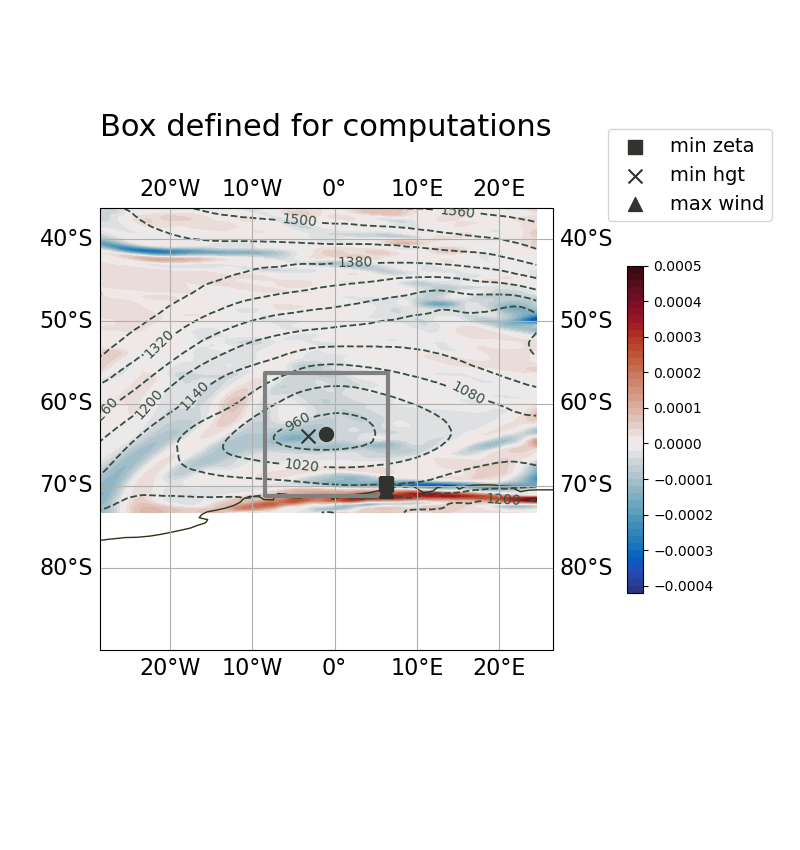 Box defined for computations
min zeta
min hgt
max wind
20°W 10°W 0° 10°E 20°E
40°S 40°S
50°S 50°S
60°S 60°S
70°S 70°S
80°S 80°S
20°W 10°W 0° 10°E 20°E
1500
1560
1380
1320
1200
1140
1080
60
960
1020
1200
0.0005
0.0004
0.0003
0.0002
0.0001
0.0000
−0.0001
−0.0002
−0.0003
−0.0004